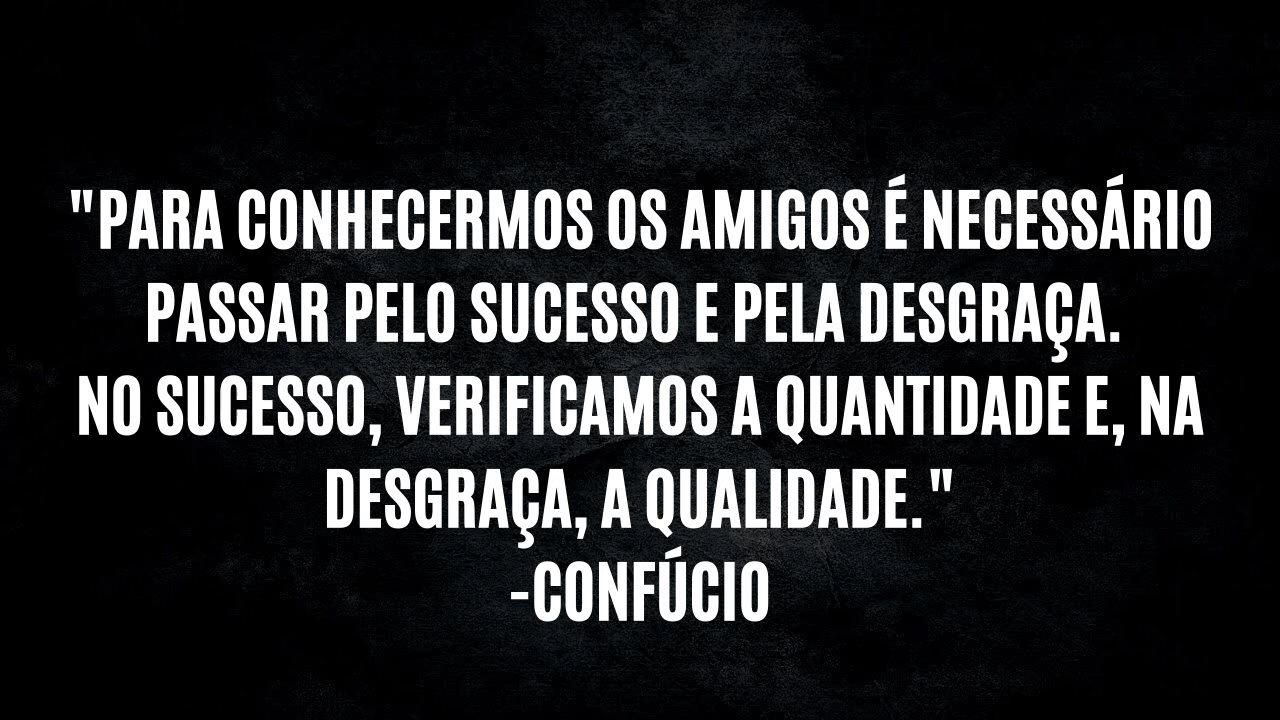 "PARA CONHECERMOS OS AMIGOS É NECESSÁRIO
PASSAR PELO SUCESSO E PELA DESGRAÇA.
NO SUCESSO, VERIFICAMOS A QUANTIDADE E, NA
DESGRAÇA, A QUALIDADE."
-CONFÚCIO